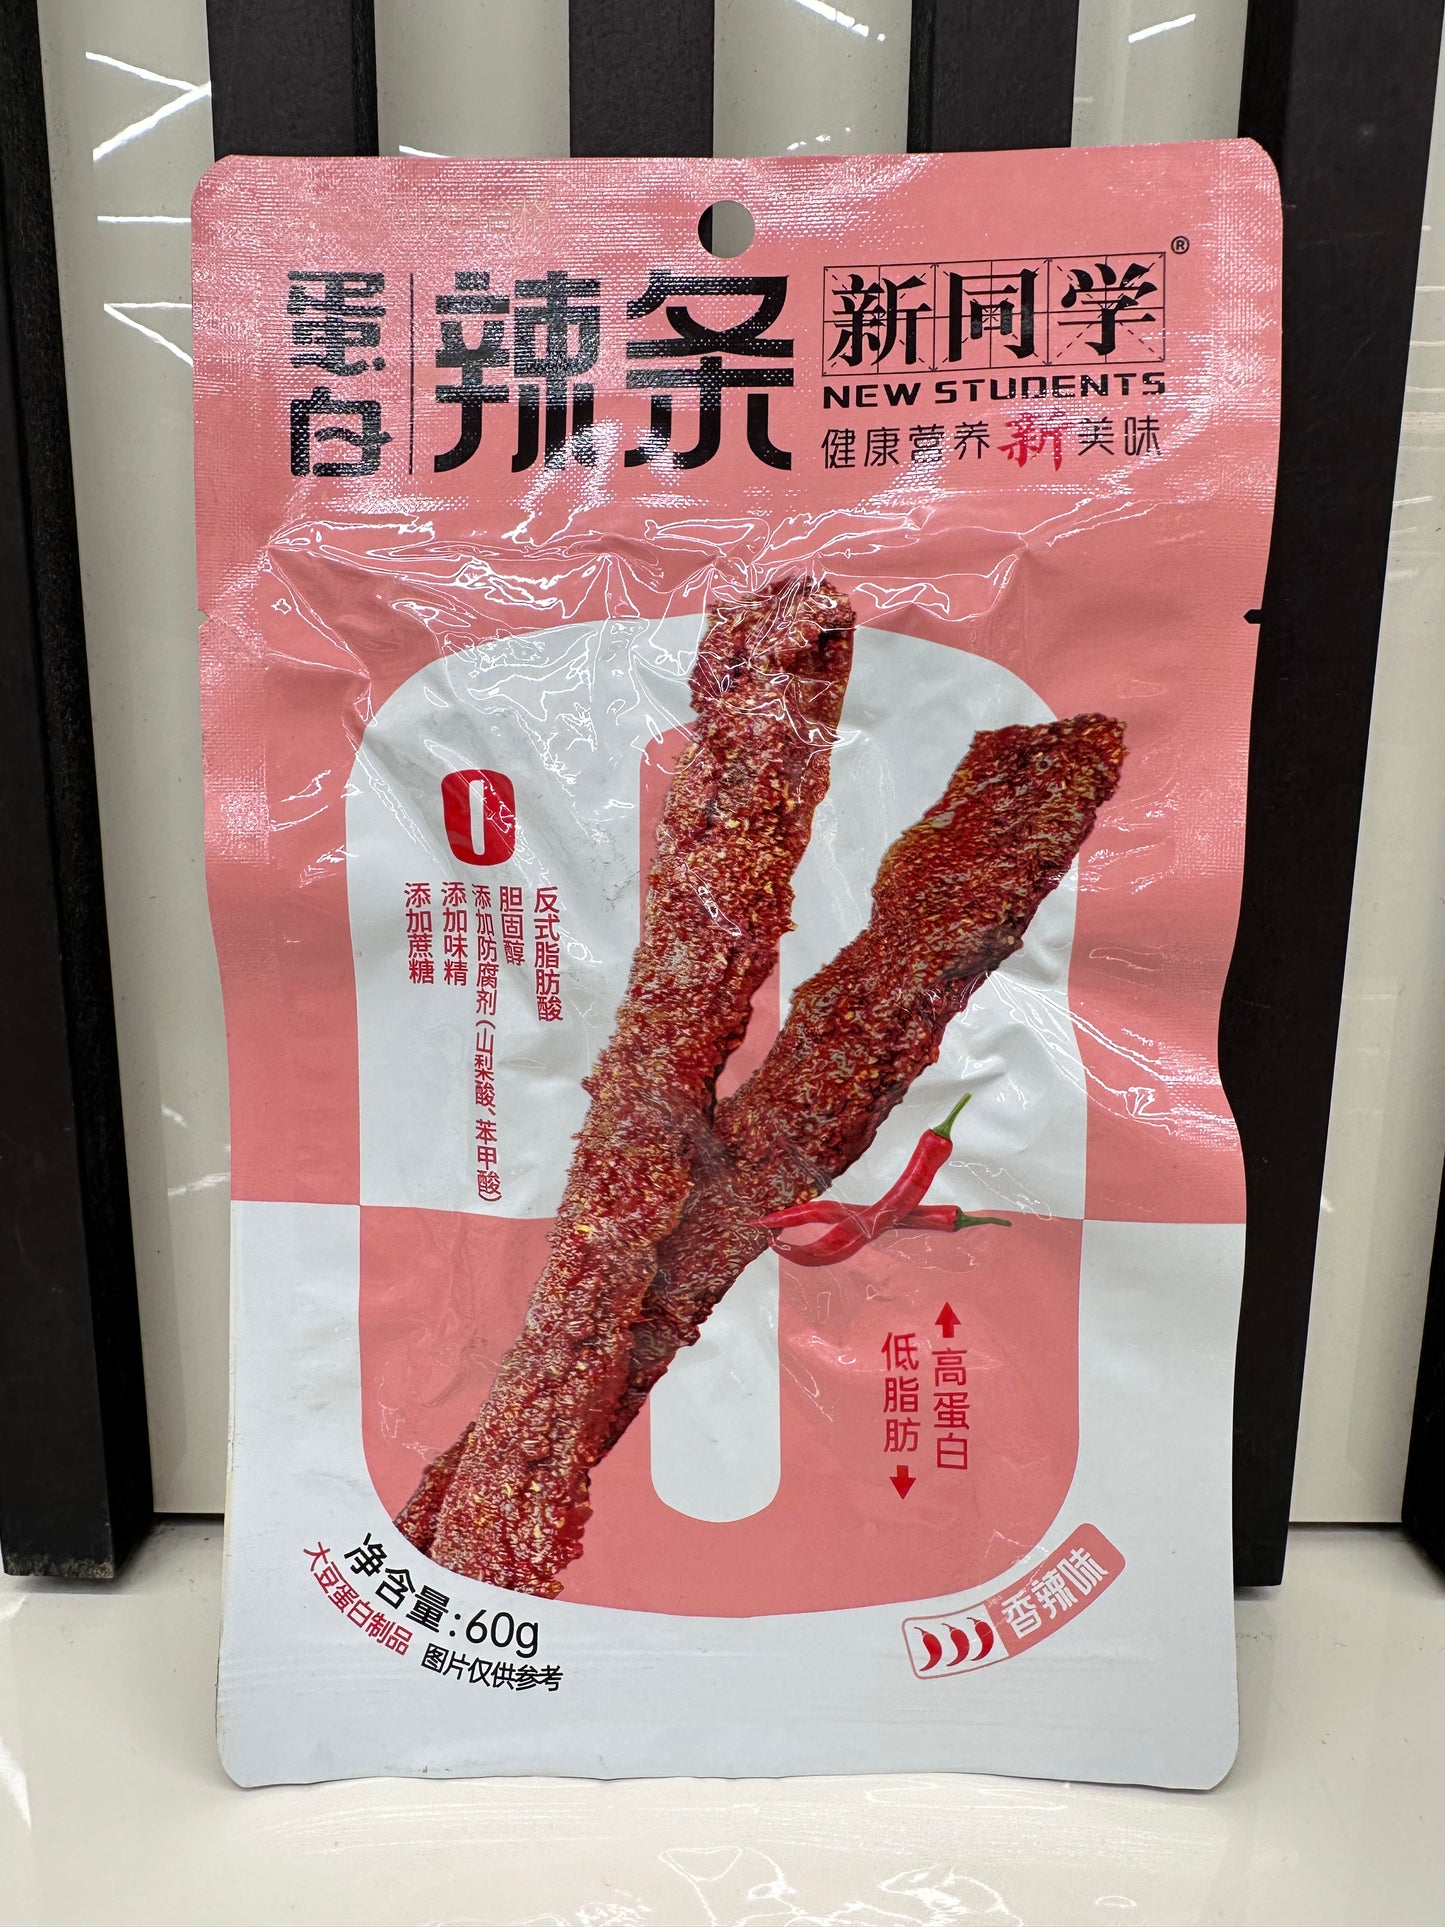 蛋白
辣条
新同学®
NEW STUDENTS
健康营养新美味
0
反式脂肪酸
胆固醇
添加防腐剂(山梨酸、苯甲酸)
添加味精
添加蔗糖
高蛋白
低脂肪
净含量:60g
大豆蛋白制品
图片仅供参考
香辣味